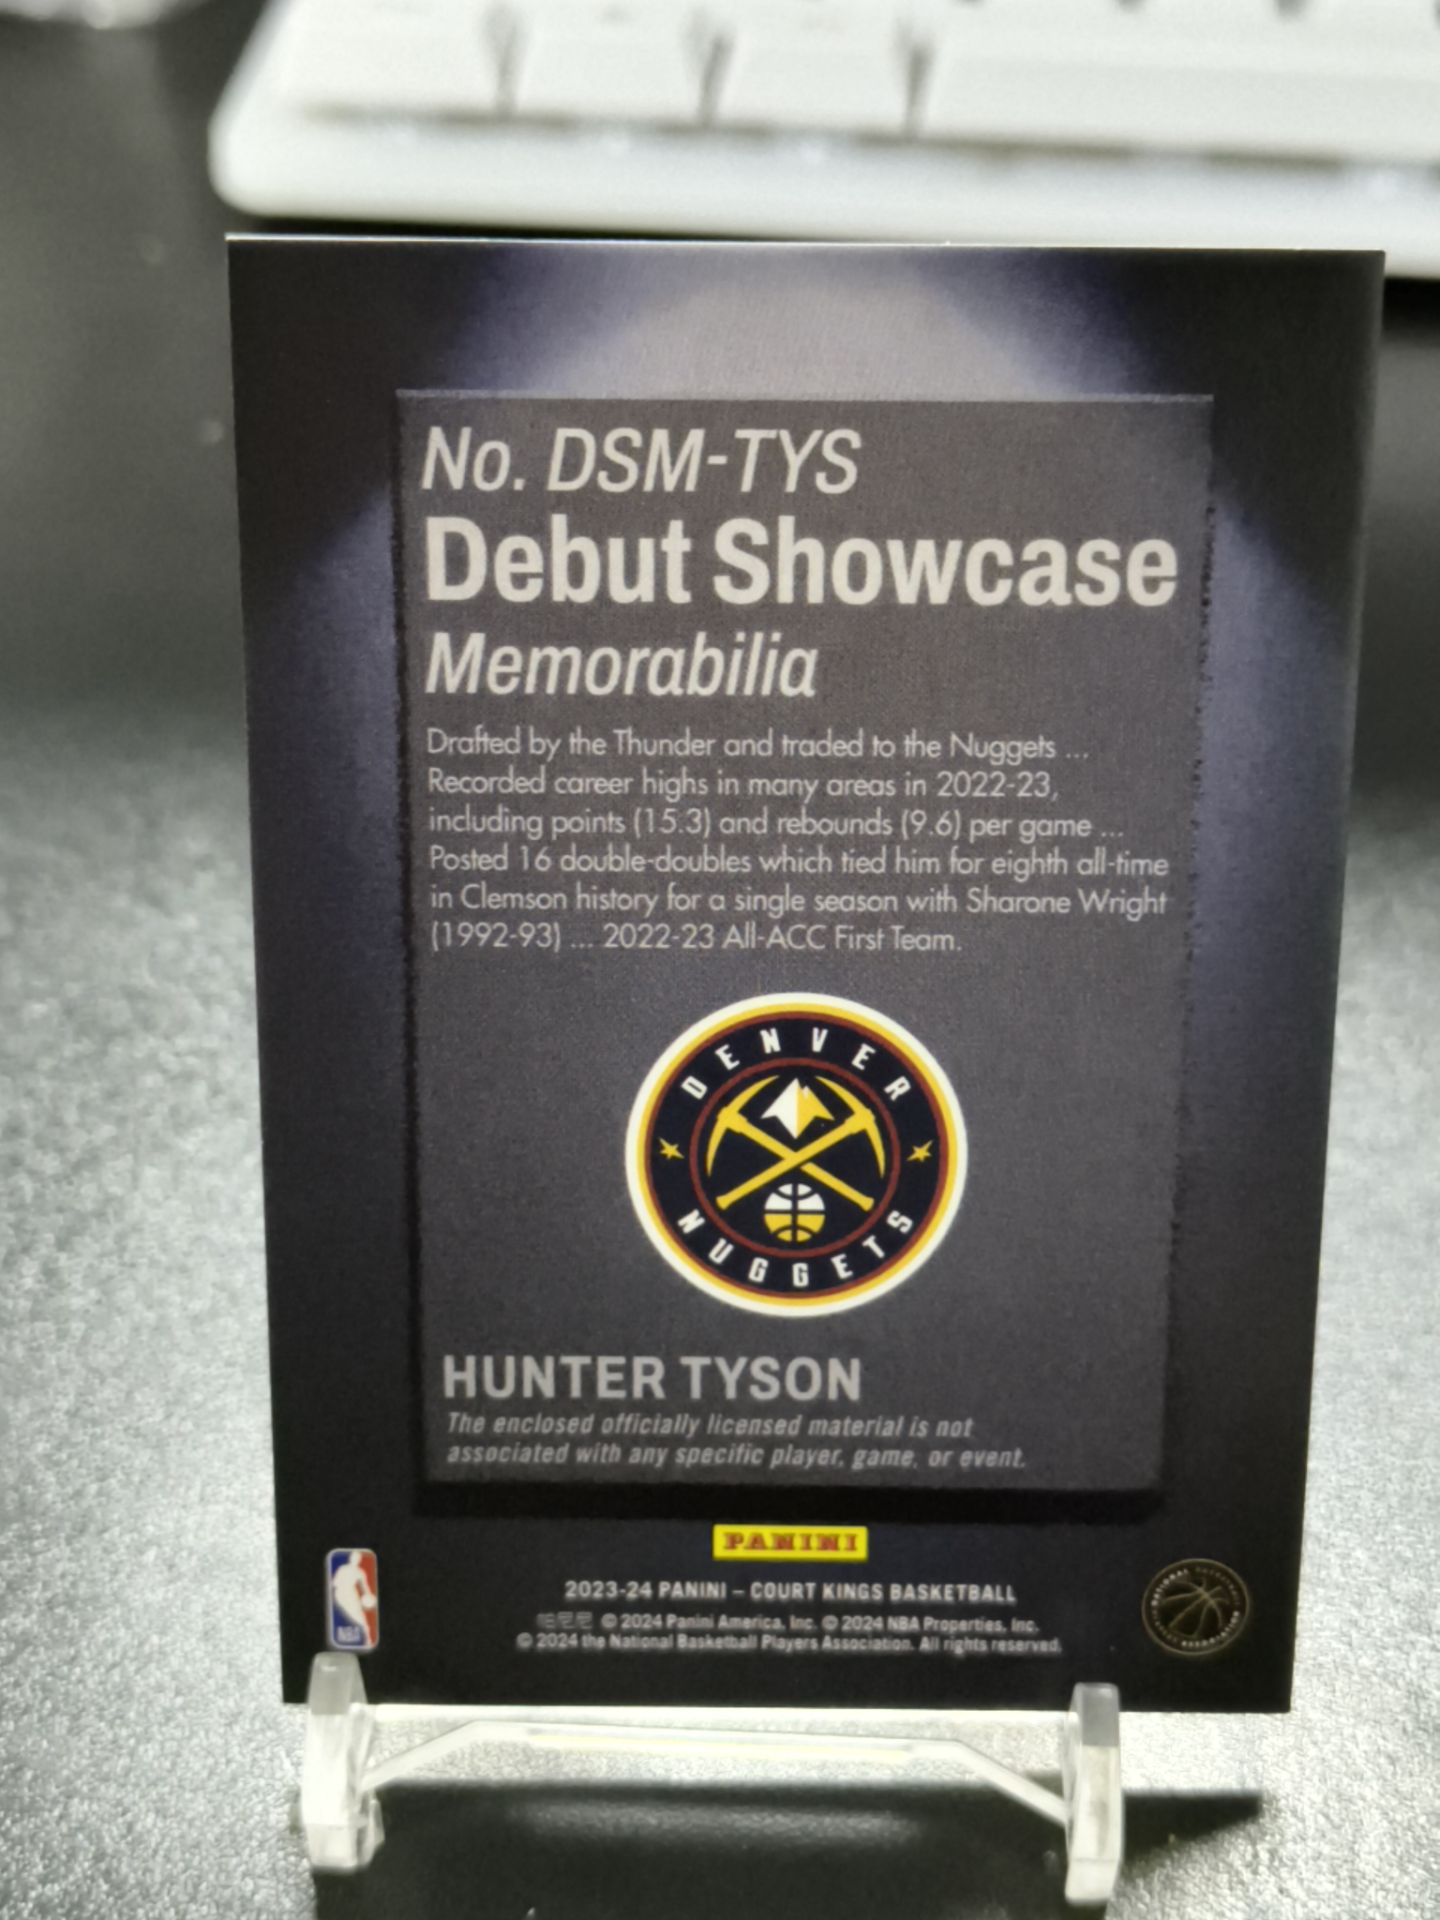 No. DSM-TYS
Debut Showcase
Memorabilia
Drafted by the Thunder and traded to the Nuggets ...
Recorded career highs in many areas in 2022-23,
including points (15.3) and rebounds (9.6) per game ...
Posted 16 double-doubles which tied him for eighth all-time
in Clemson history for a single season with Sharone Wright
(1992-93) ... 2022-23 All-ACC First Team.
DENVER
NUGGETS
HUNTER TYSON
The enclosed officially licensed material is not
associated with any specific player, game, or event.
PANINI
2023-24 PANINI – COURT KINGS BASKETBALL
© 2024 Panini America, Inc. © 2024 NBA Properties, Inc.
© 2024 the National Basketball Players Association. All rights reserved.
NBA